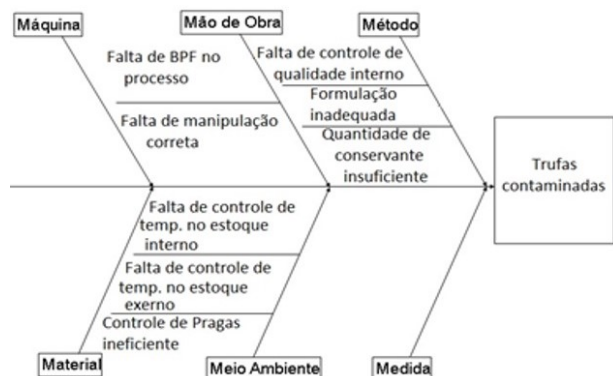 Máquina
Mão de Obra
Método
Falta de BPF no
processo
Falta de manipulação
correta
Falta de controle de
qualidade interno
Formulação
inadequada
Quantidade de
conservante
insuficiente
Trufas
contaminadas
Falta de controle de
temp. no estoque
interno
Falta de controle de
temp. no estoque
exerno
Controle de Pragas
ineficiente
Material
Meio Ambiente
Medida